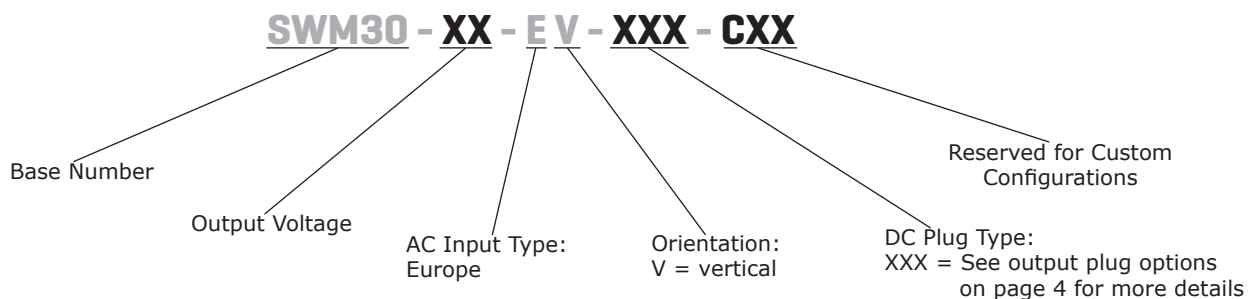 SWM30 - XX - E V - XXX - CXX
Base Number
Output Voltage
AC Input Type:
Europe
Orientation:
V = vertical
DC Plug Type:
XXX = See output plug options
on page 4 for more details
Reserved for Custom
Configurations